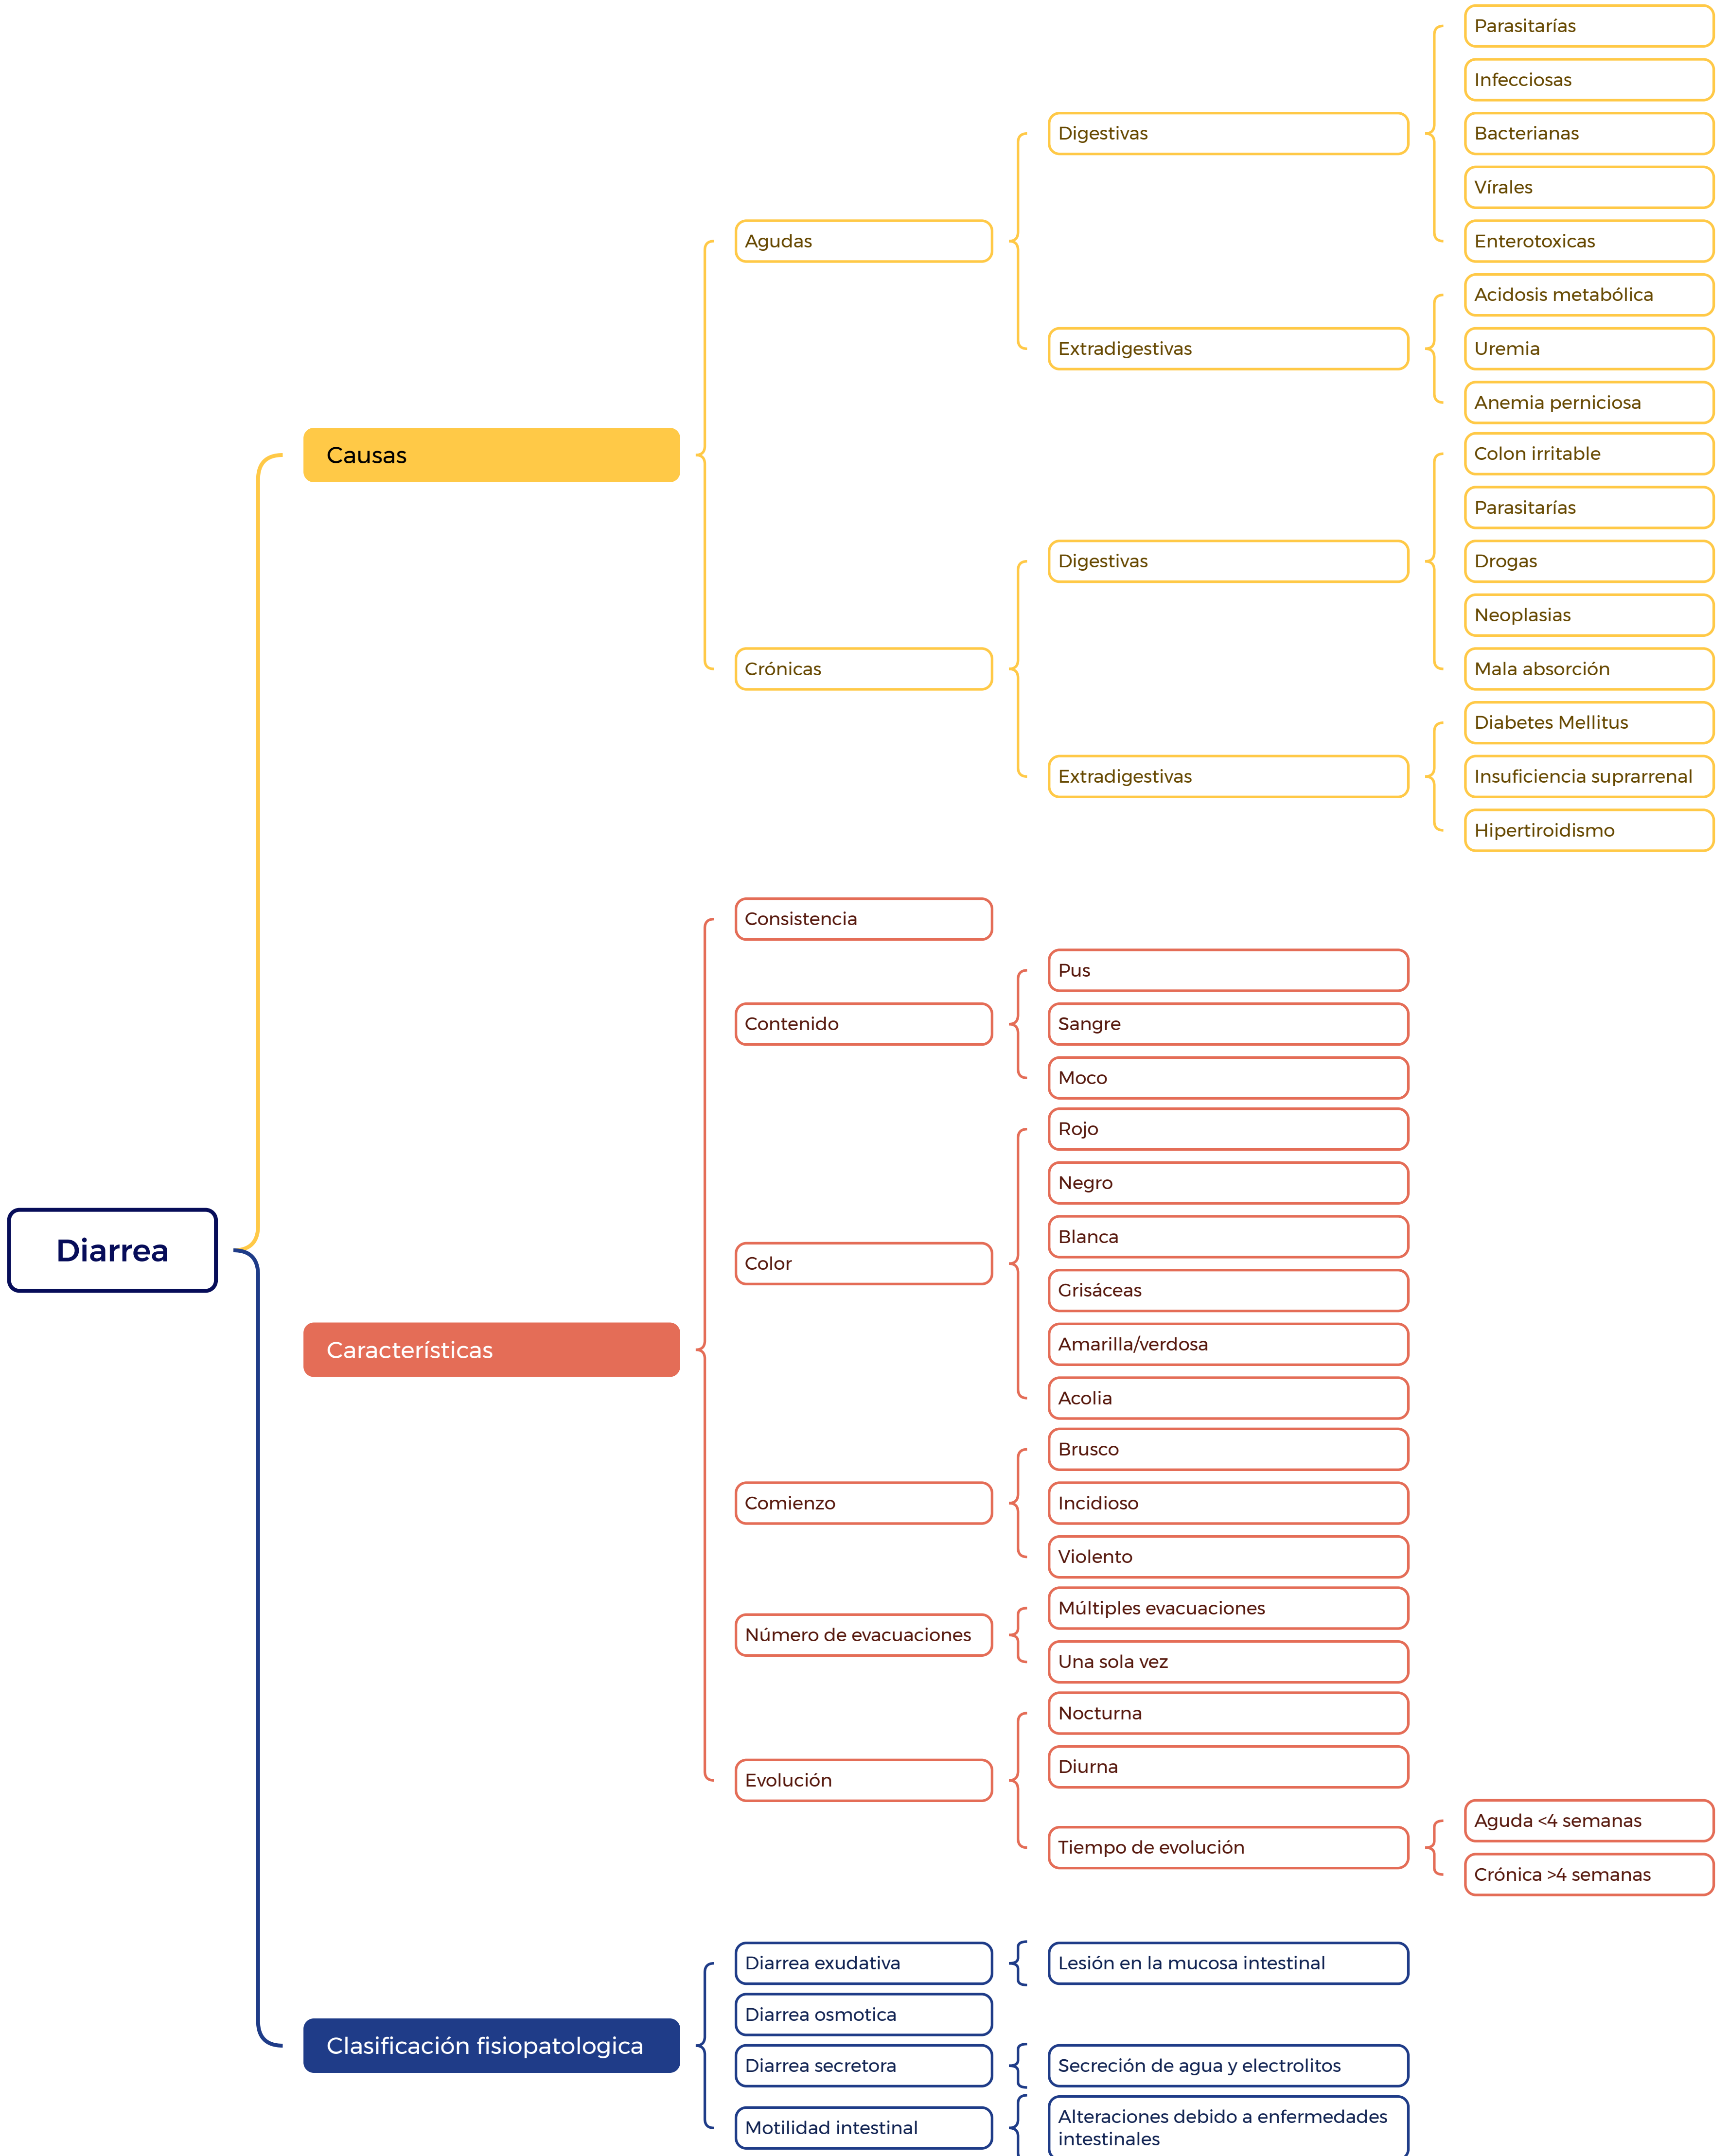 Diarrea
Causas
Agudas
Digestivas
Parasitarías
Infecciosas
Bacterianas
Vírales
Enterotoxicas
Extradigestivas
Acidosis metabólica
Uremia
Anemia perniciosa
Crónicas
Digestivas
Colon irritable
Parasitarías
Drogas
Neoplasias
Mala absorción
Extradigestivas
Diabetes Mellitus
Insuficiencia suprarrenal
Hipertiroidismo
Características
Consistencia
Contenido
Pus
Sangre
Moco
Color
Rojo
Negro
Blanca
Grisáceas
Amarilla/verdosa
Acolia
Comienzo
Brusco
Incidioso
Violento
Número de evacuaciones
Múltiples evacuaciones
Una sola vez
Evolución
Nocturna
Diurna
Tiempo de evolución
Aguda <4 semanas
Crónica >4 semanas
Clasificación fisiopatologica
Diarrea exudativa
Lesión en la mucosa intestinal
Diarrea osmotica
Diarrea secretora
Secreción de agua y electrolitos
Motilidad intestinal
Alteraciones debido a enfermedades
intestinales